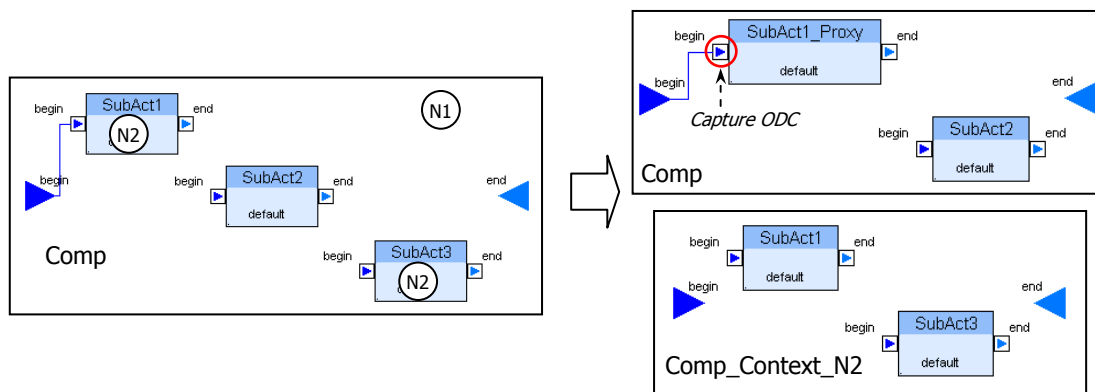 SubAct1
begin
end
N2
N1
begin
SubAct2
begin
end
default
end
Comp
SubAct3
begin
end
N2
SubAct1_Proxy
begin
end
default
begin
Capture ODC
end
SubAct2
begin
end
default
Comp
SubAct1
begin
end
default
begin
end
SubAct3
begin
end
default
Comp_Context_N2